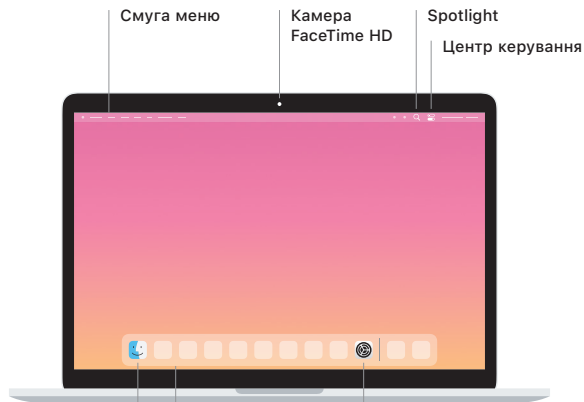 Смуга меню
Камера
FaceTime HD
Spotlight
Центр керування